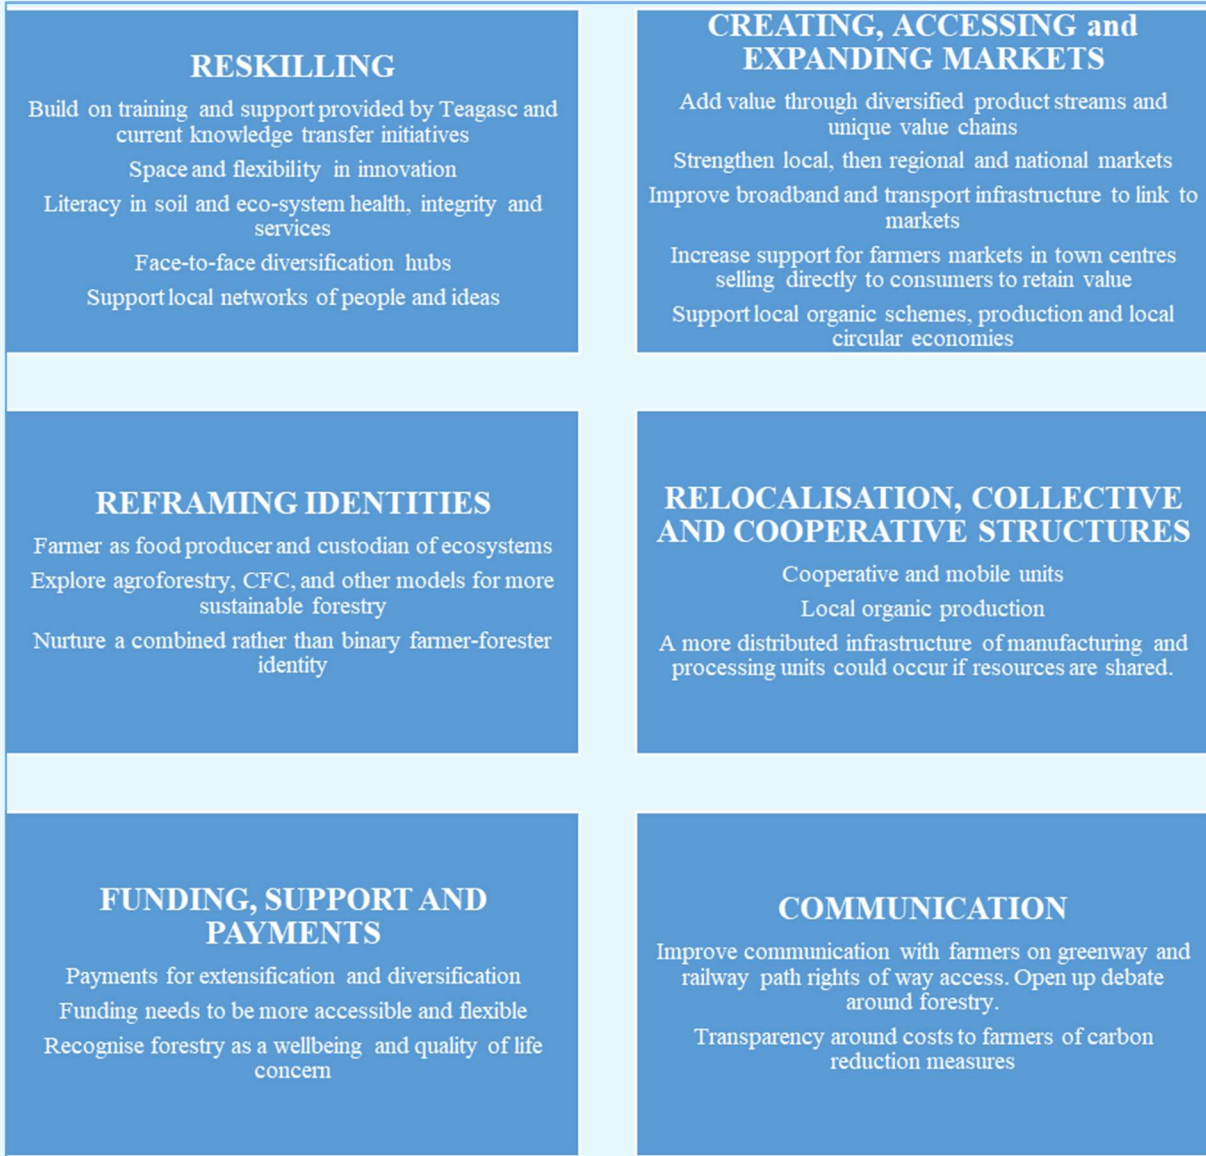 RESKILLING
Build on training and support provided by Teagasc and
current knowledge transfer initiatives
Space and flexibility in innovation
Literacy in soil and eco-system health, integrity and
services
Face-to-face diversification hubs
Support local networks of people and ideas
CREATING, ACCESSING and
EXPANDING MARKETS
Add value through diversified product streams and
unique value chains
Strengthen local, then regional and national markets
Improve broadband and transport infrastructure to link to
markets
Increase support for farmers markets in town centres
selling directly to consumers to retain value
Support local organic schemes, production and local
circular economies
REFRAMING IDENTITIES
Farmer as food producer and custodian of ecosystems
Explore agroforestry, CFC, and other models for more
sustainable forestry
Nurture a combined rather than binary farmer-forester
identity
RELOCALISATION, COLLECTIVE
AND COOPERATIVE STRUCTURES
Cooperative and mobile units
Local organic production
A more distributed infrastructure of manufacturing and
processing units could occur if resources are shared.
FUNDING, SUPPORT AND
PAYMENTS
Payments for extensification and diversification
Funding needs to be more accessible and flexible
Recognise forestry as a wellbeing and quality of life
concern
COMMUNICATION
Improve communication with farmers on greenway and
railway path rights of way access. Open up debate
around forestry.
Transparency around costs to farmers of carbon
reduction measures